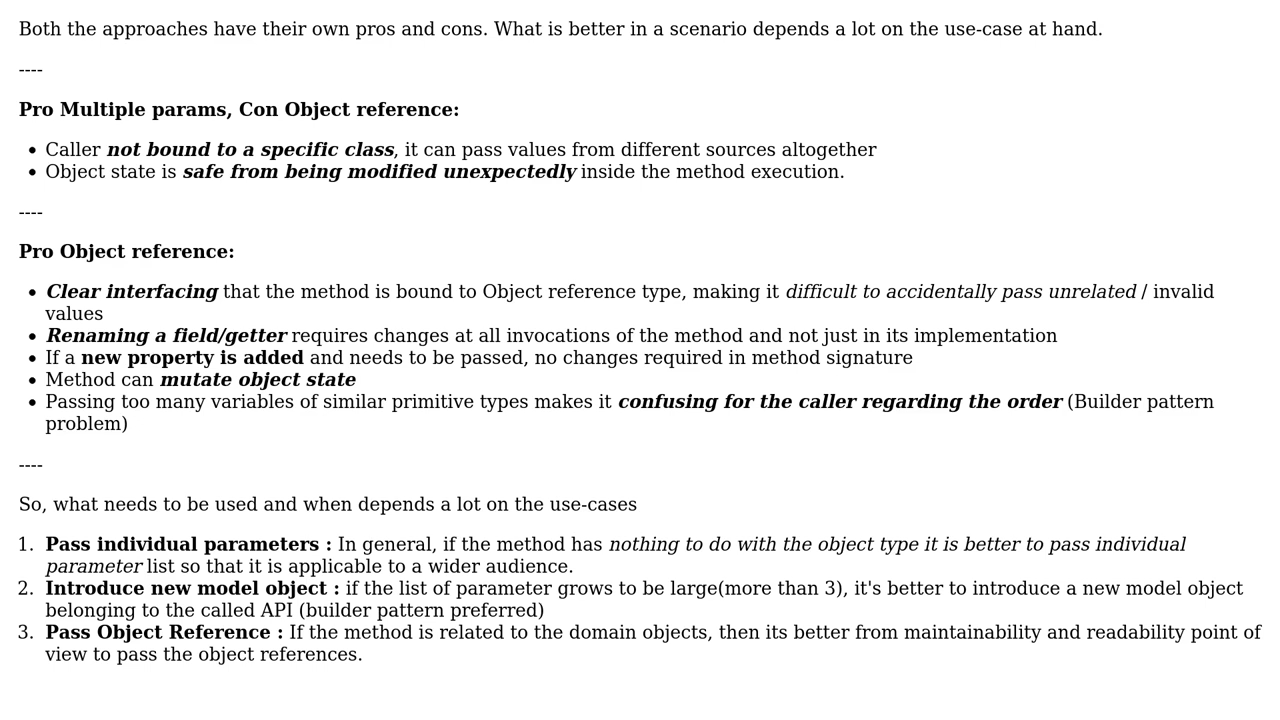 Both the approaches have their own pros and cons. What is better in a scenario depends a lot on the use-case at hand.
----
Pro Multiple params, Con Object reference:
• Caller not bound to a specific class, it can pass values from different sources altogether
• Object state is safe from being modified unexpectedly inside the method execution.
----
Pro Object reference:
• Clear interfacing that the method is bound to Object reference type, making it difficult to accidentally pass unrelated / invalid
values
• Renaming a field/getter requires changes at all invocations of the method and not just in its implementation
• If a new property is added and needs to be passed, no changes required in method signature
• Method can mutate object state
• Passing too many variables of similar primitive types makes it confusing for the caller regarding the order (Builder pattern
problem)
----
So, what needs to be used and when depends a lot on the use-cases
1. Pass individual parameters : In general, if the method has nothing to do with the object type it is better to pass individual
parameter list so that it is applicable to a wider audience.
2. Introduce new model object : if the list of parameter grows to be large(more than 3), it's better to introduce a new model object
belonging to the called API (builder pattern preferred)
3. Pass Object Reference : If the method is related to the domain objects, then its better from maintainability and readability point of
view to pass the object references.